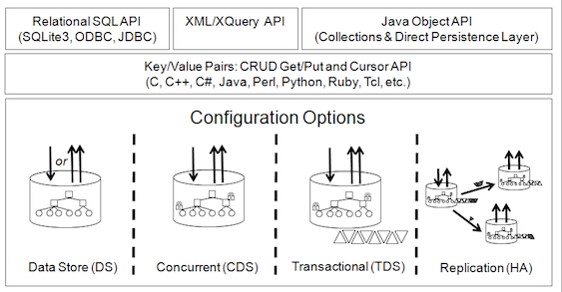 Relational SQL API
(SQLite3, ODBC, JDBC)
XML/XQuery API
Java Object API
(Collections & Direct Persistence Layer)
Key/Value Pairs: CRUD Get/Put and Cursor API
(C, C++, C#, Java, Perl, Python, Ruby, Tcl, etc.)
Configuration Options
or
Data Store (DS)
Concurrent (CDS)
Transactional (TDS)
Replication (HA)